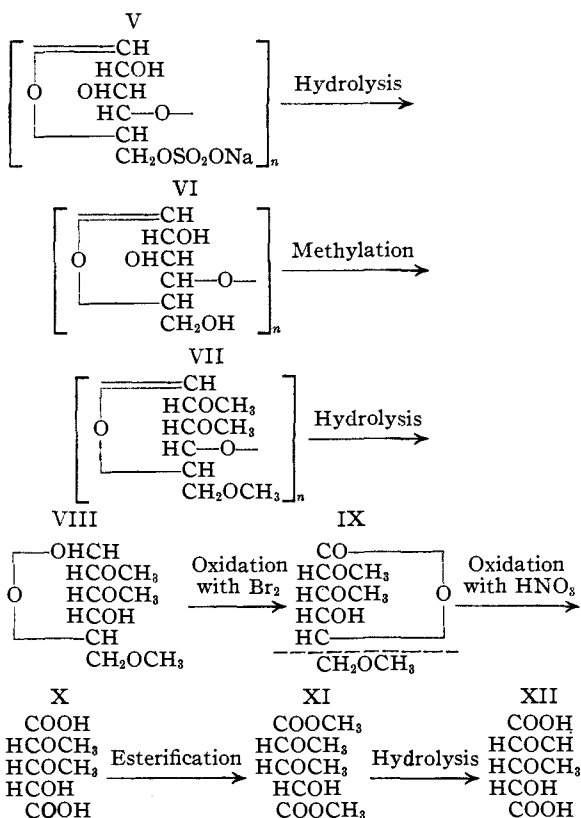 V
CH
HCOH
O OHCH Hydrolysis
HC—O—
CH
CH₂OSO₂ONa n
VI
CH
HCOH
O OHCH Methylation
CH—O—
CH
CH₂OH n
VII
CH
HCOCH₃
O HCOCH₃ Hydrolysis
HC—O—
CH
CH₂OCH₃ n
VIII IX
OHCH CO
HCOCH₃ Oxidation HCOCH₃ Oxidation
O HCOCH₃ with Br₂ HCOCH₃ O with HNO₃
HCOH HCOH
CH HC
CH₂OCH₃ CH₂OCH₃
X XI XII
COOH COOCH₃ COOH
HCOCH₃ Esterification HCOCH₃ Hydrolysis HCOCH
HCOCH₃ HCOCH₃ HCOCH₃
HCOH HCOH HCOH
COOH COOCH₃ COOH